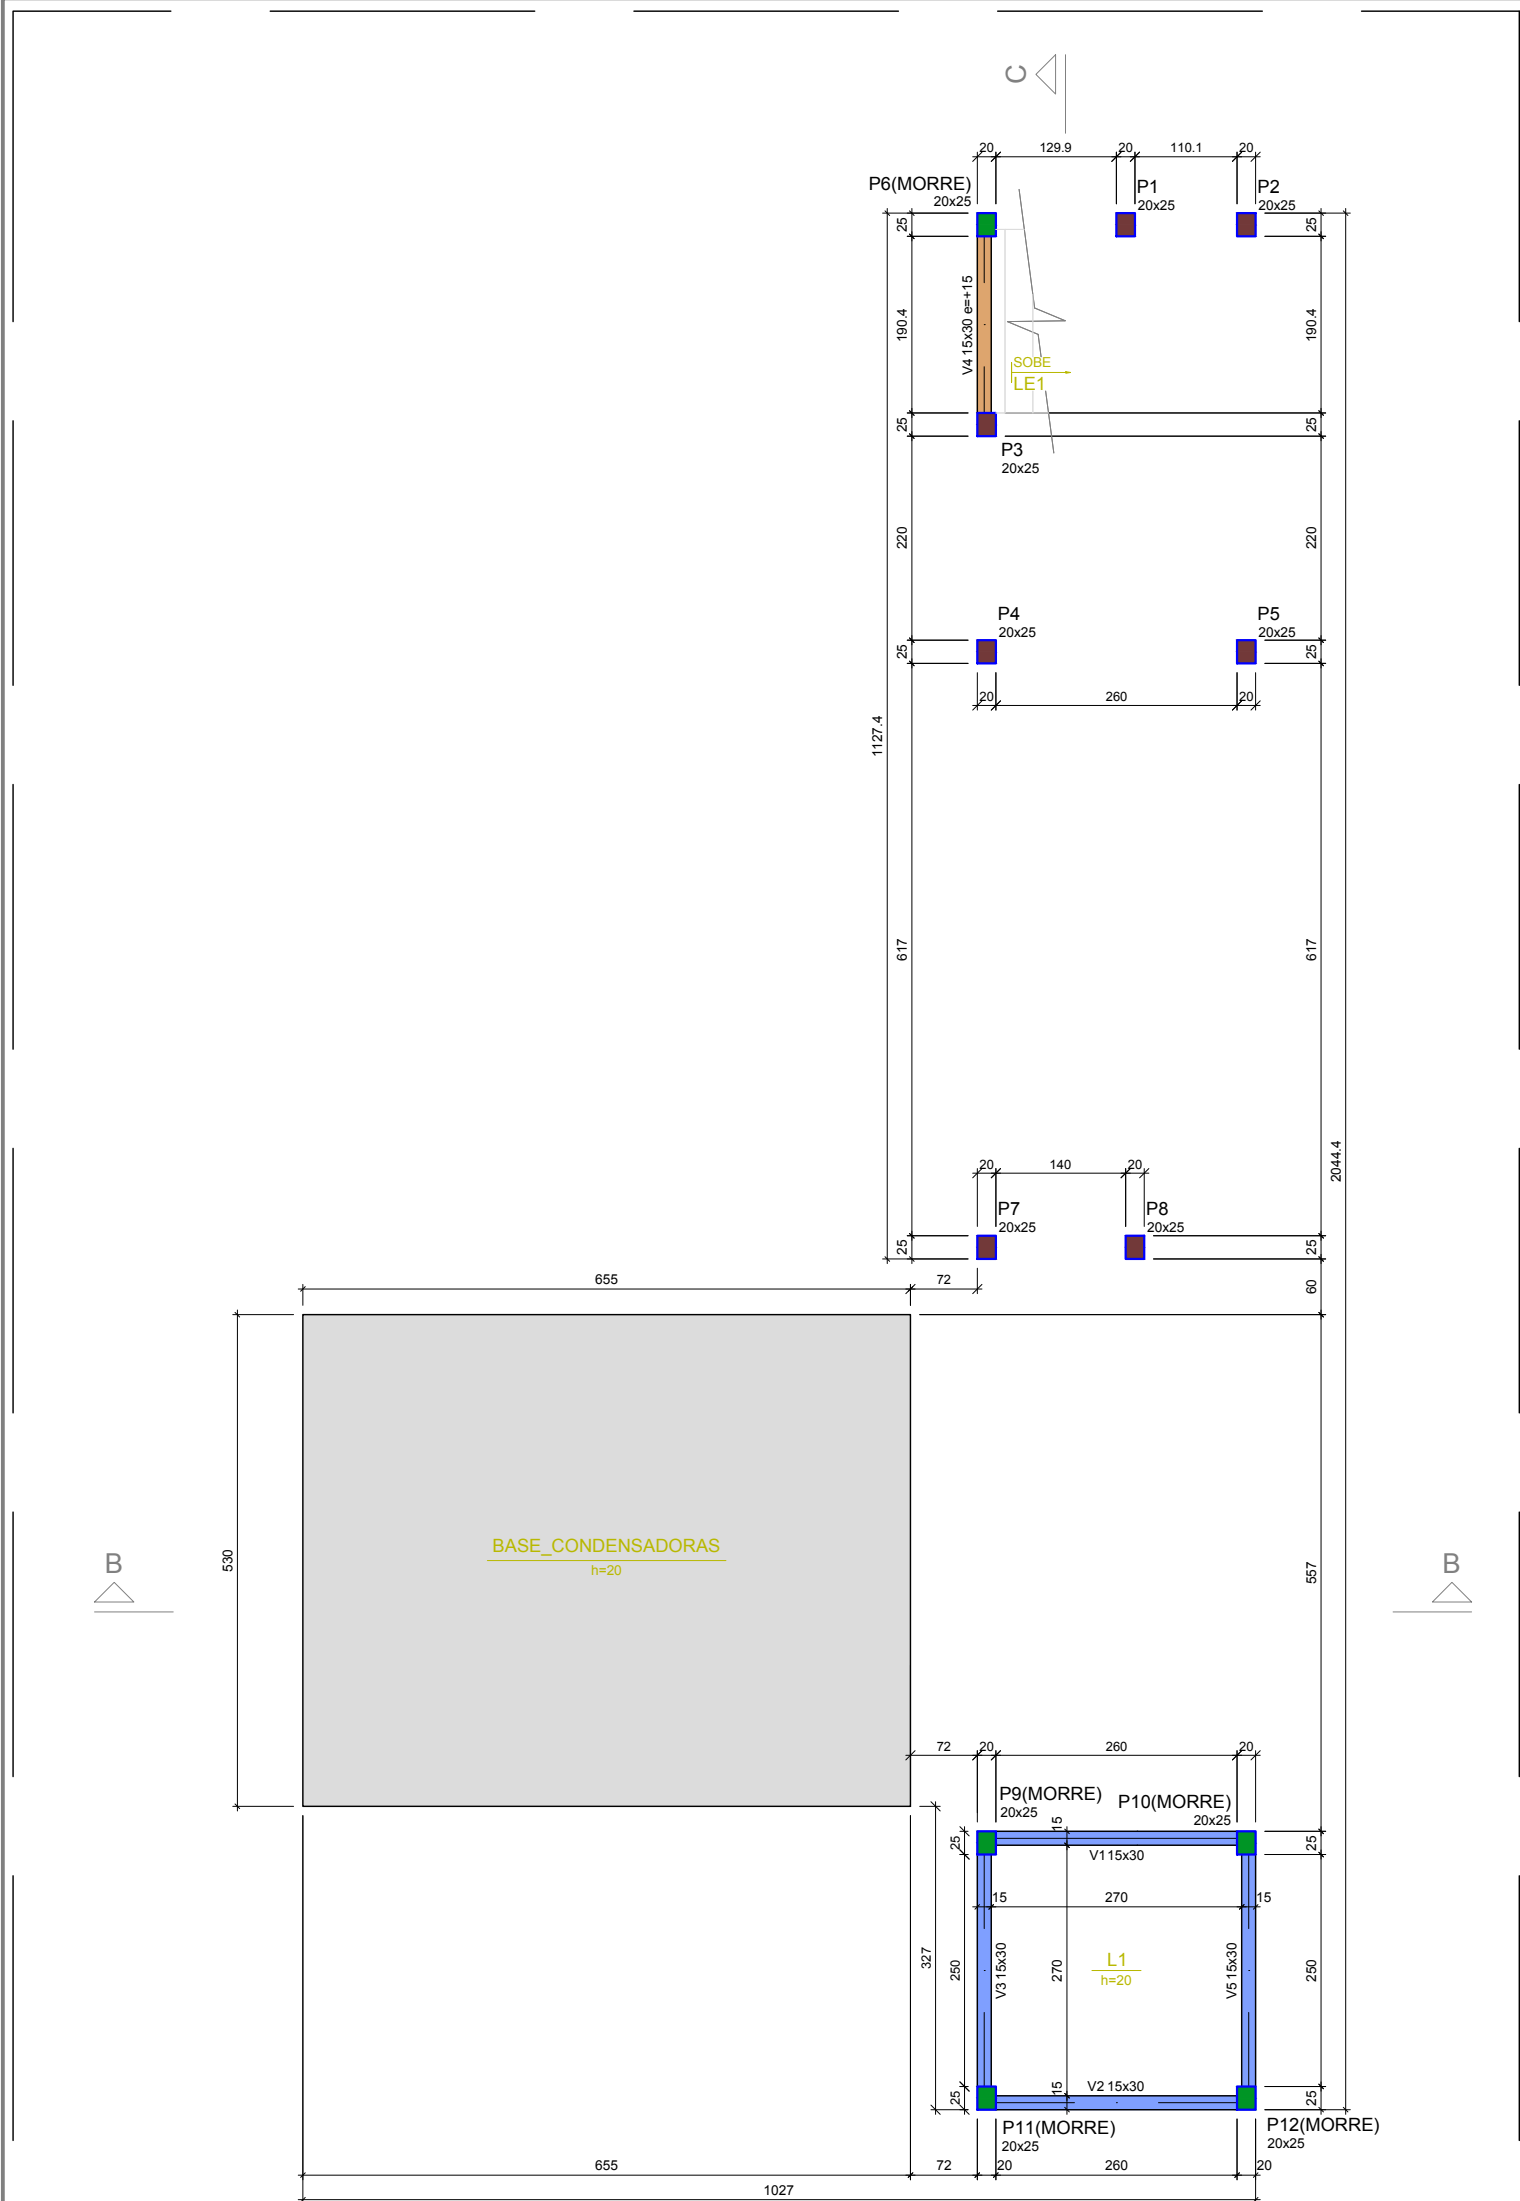 C
20 129.9 20 110.1 20
P6(MORRE)
20x25
P1
20x25
P2
20x25
25
25
190.4
V4 15x30 e=+15
190.4
SOBE
LE1
25
25
P3
20x25
220
220
P4
20x25
P5
20x25
25
25
20 260 20
1127.4
617
617
2044.4
20 140 20
P7
20x25
P8
20x25
25
25
655 72
60
530
BASE_CONDENSADORAS
h=20
557
B
B
72 20 260 20
P9(MORRE)
20x25
P10(MORRE)
20x25
15
25
25
V1 15x30
15 270 15
327
250
V3 15x30
270
L1
h=20
V5 15x30
250
15
V2 15x30
25
25
P11(MORRE)
20x25
P12(MORRE)
20x25
655 72 20 260 20
1027